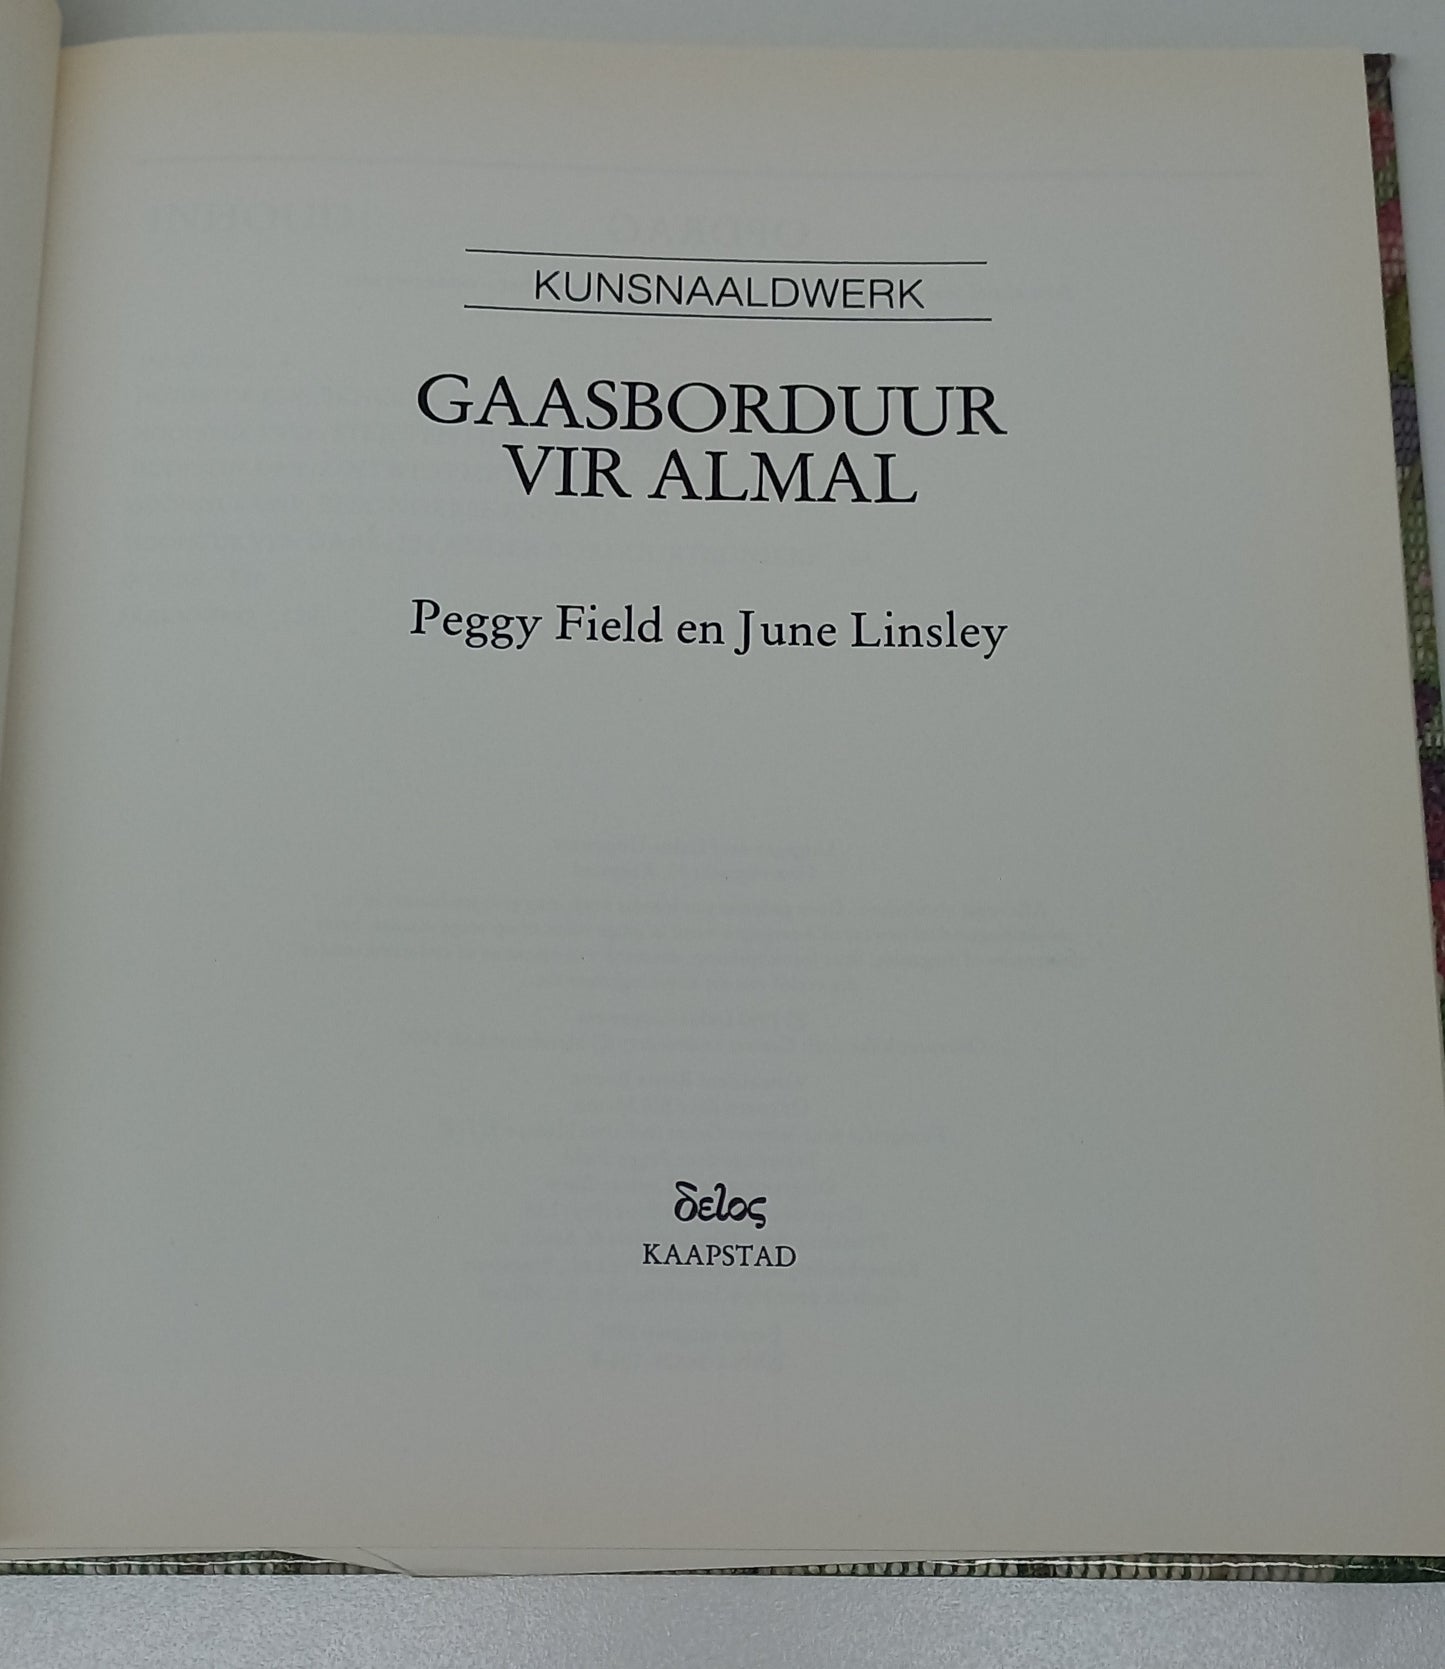 KUNSNAALDWERK
GAASBORDUUR
VIR ALMAL
Peggy Field en June Linsley
δελος
KAAPSTAD